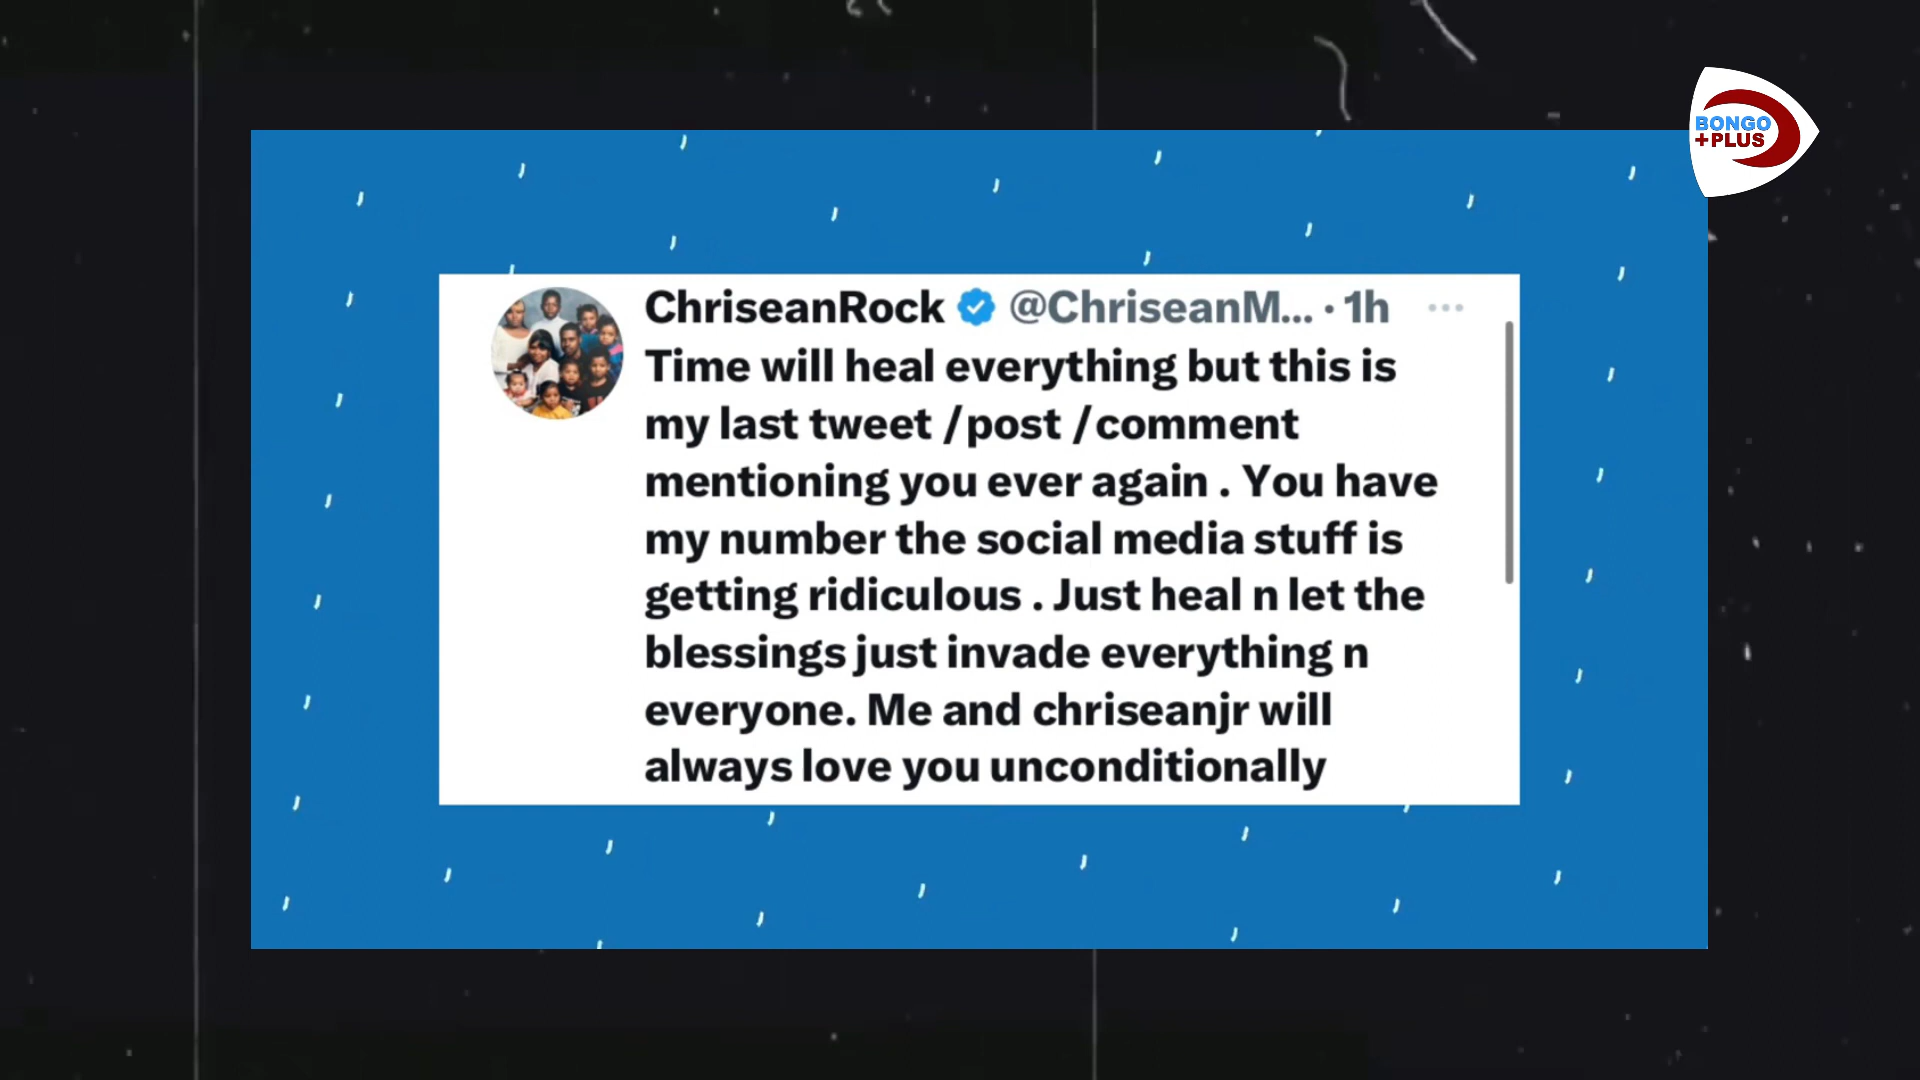 BONGO
+PLUS
ChriseanRock @ChriseanM... · 1h ...
Time will heal everything but this is
my last tweet /post /comment
mentioning you ever again . You have
my number the social media stuff is
getting ridiculous . Just heal n let the
blessings just invade everything n
everyone. Me and chriseanjr will
always love you unconditionally